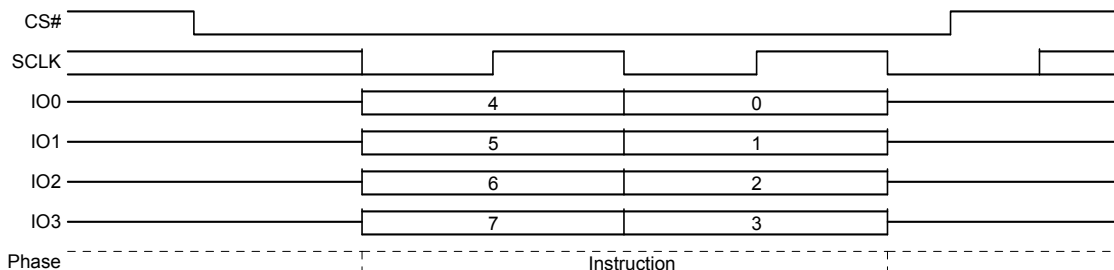 CS#
SCLK
IO0 4 0
IO1 5 1
IO2 6 2
IO3 7 3
Phase Instruction